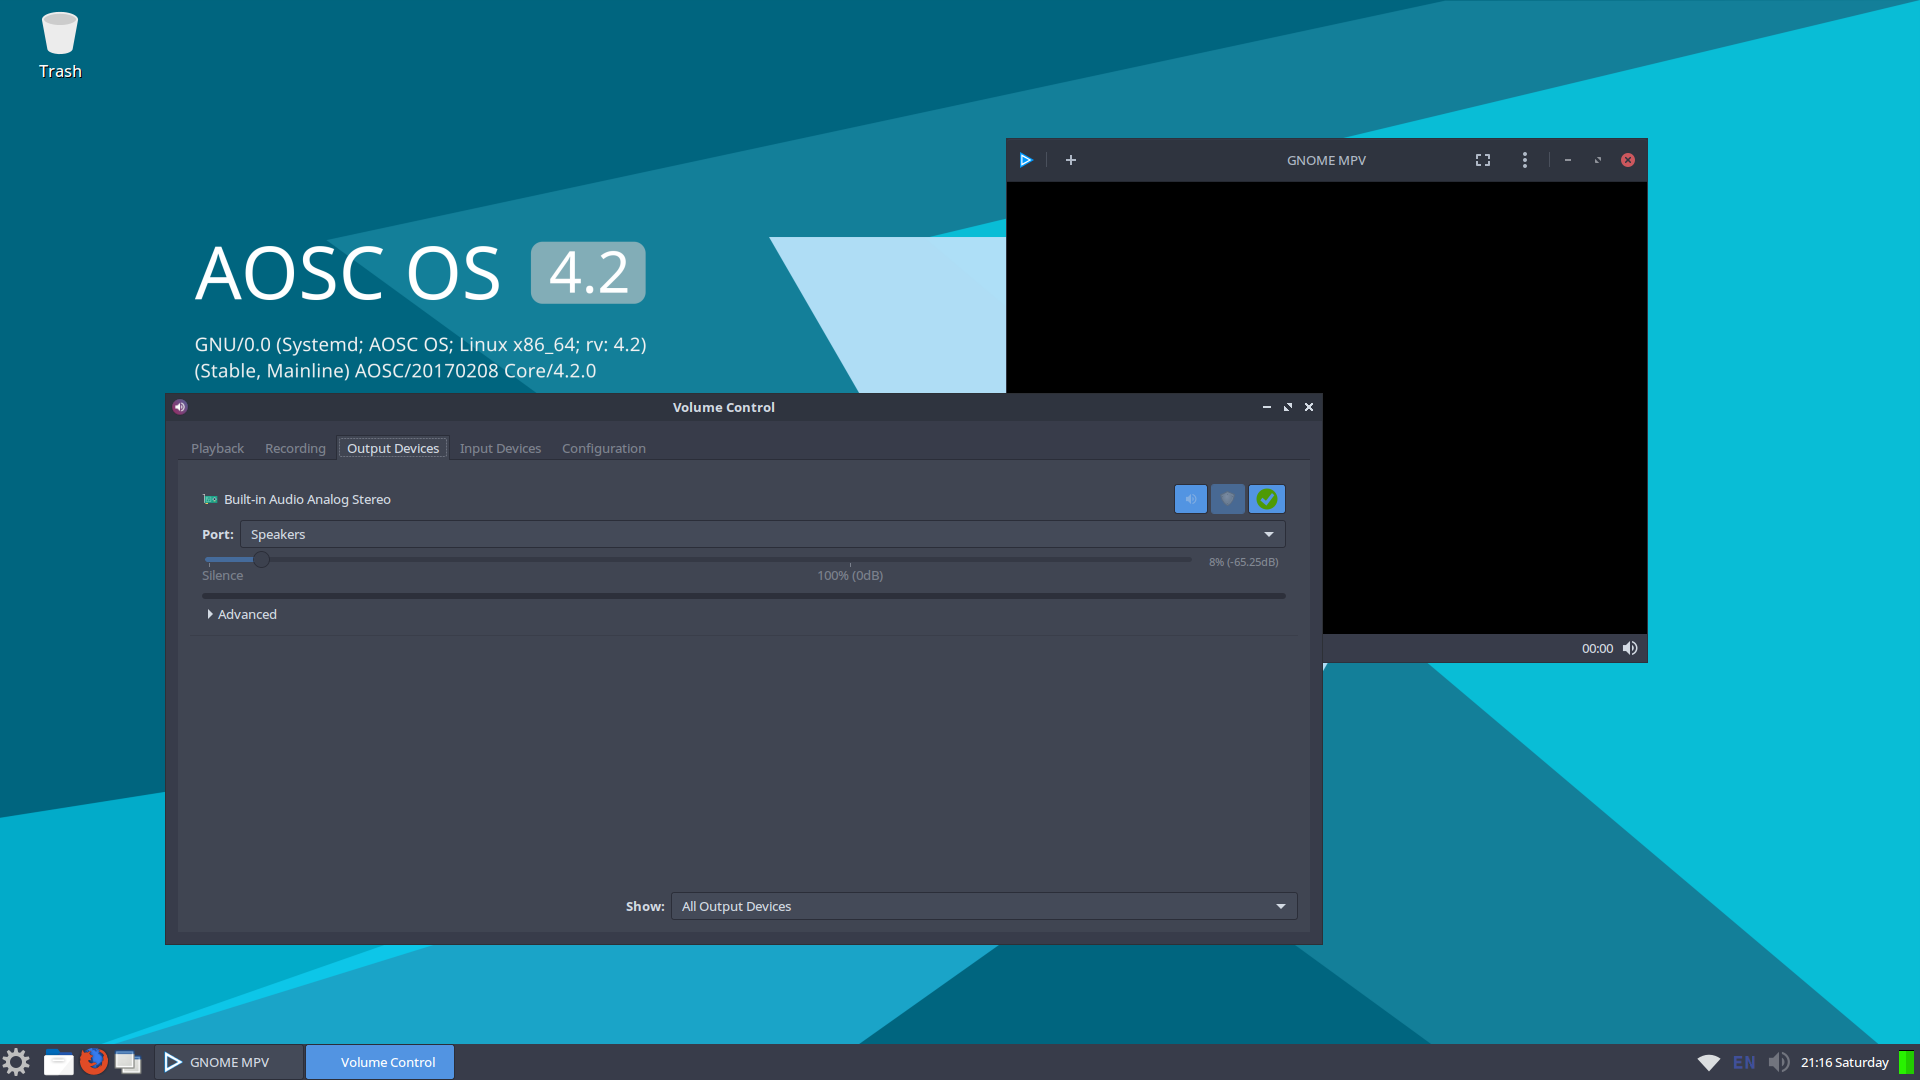 Trash
AOSC OS 4.2
GNU/0.0 (Systemd; AOSC OS; Linux x86_64; rv: 4.2)
(Stable, Mainline) AOSC/20170208 Core/4.2.0
GNOME MPV
00:00
Volume Control
Playback Recording Output Devices Input Devices Configuration
Built-in Audio Analog Stereo
Port: Speakers
8% (-65.25dB)
Silence 100% (0dB)
Advanced
Show: All Output Devices
GNOME MPV Volume Control EN 21:16 Saturday